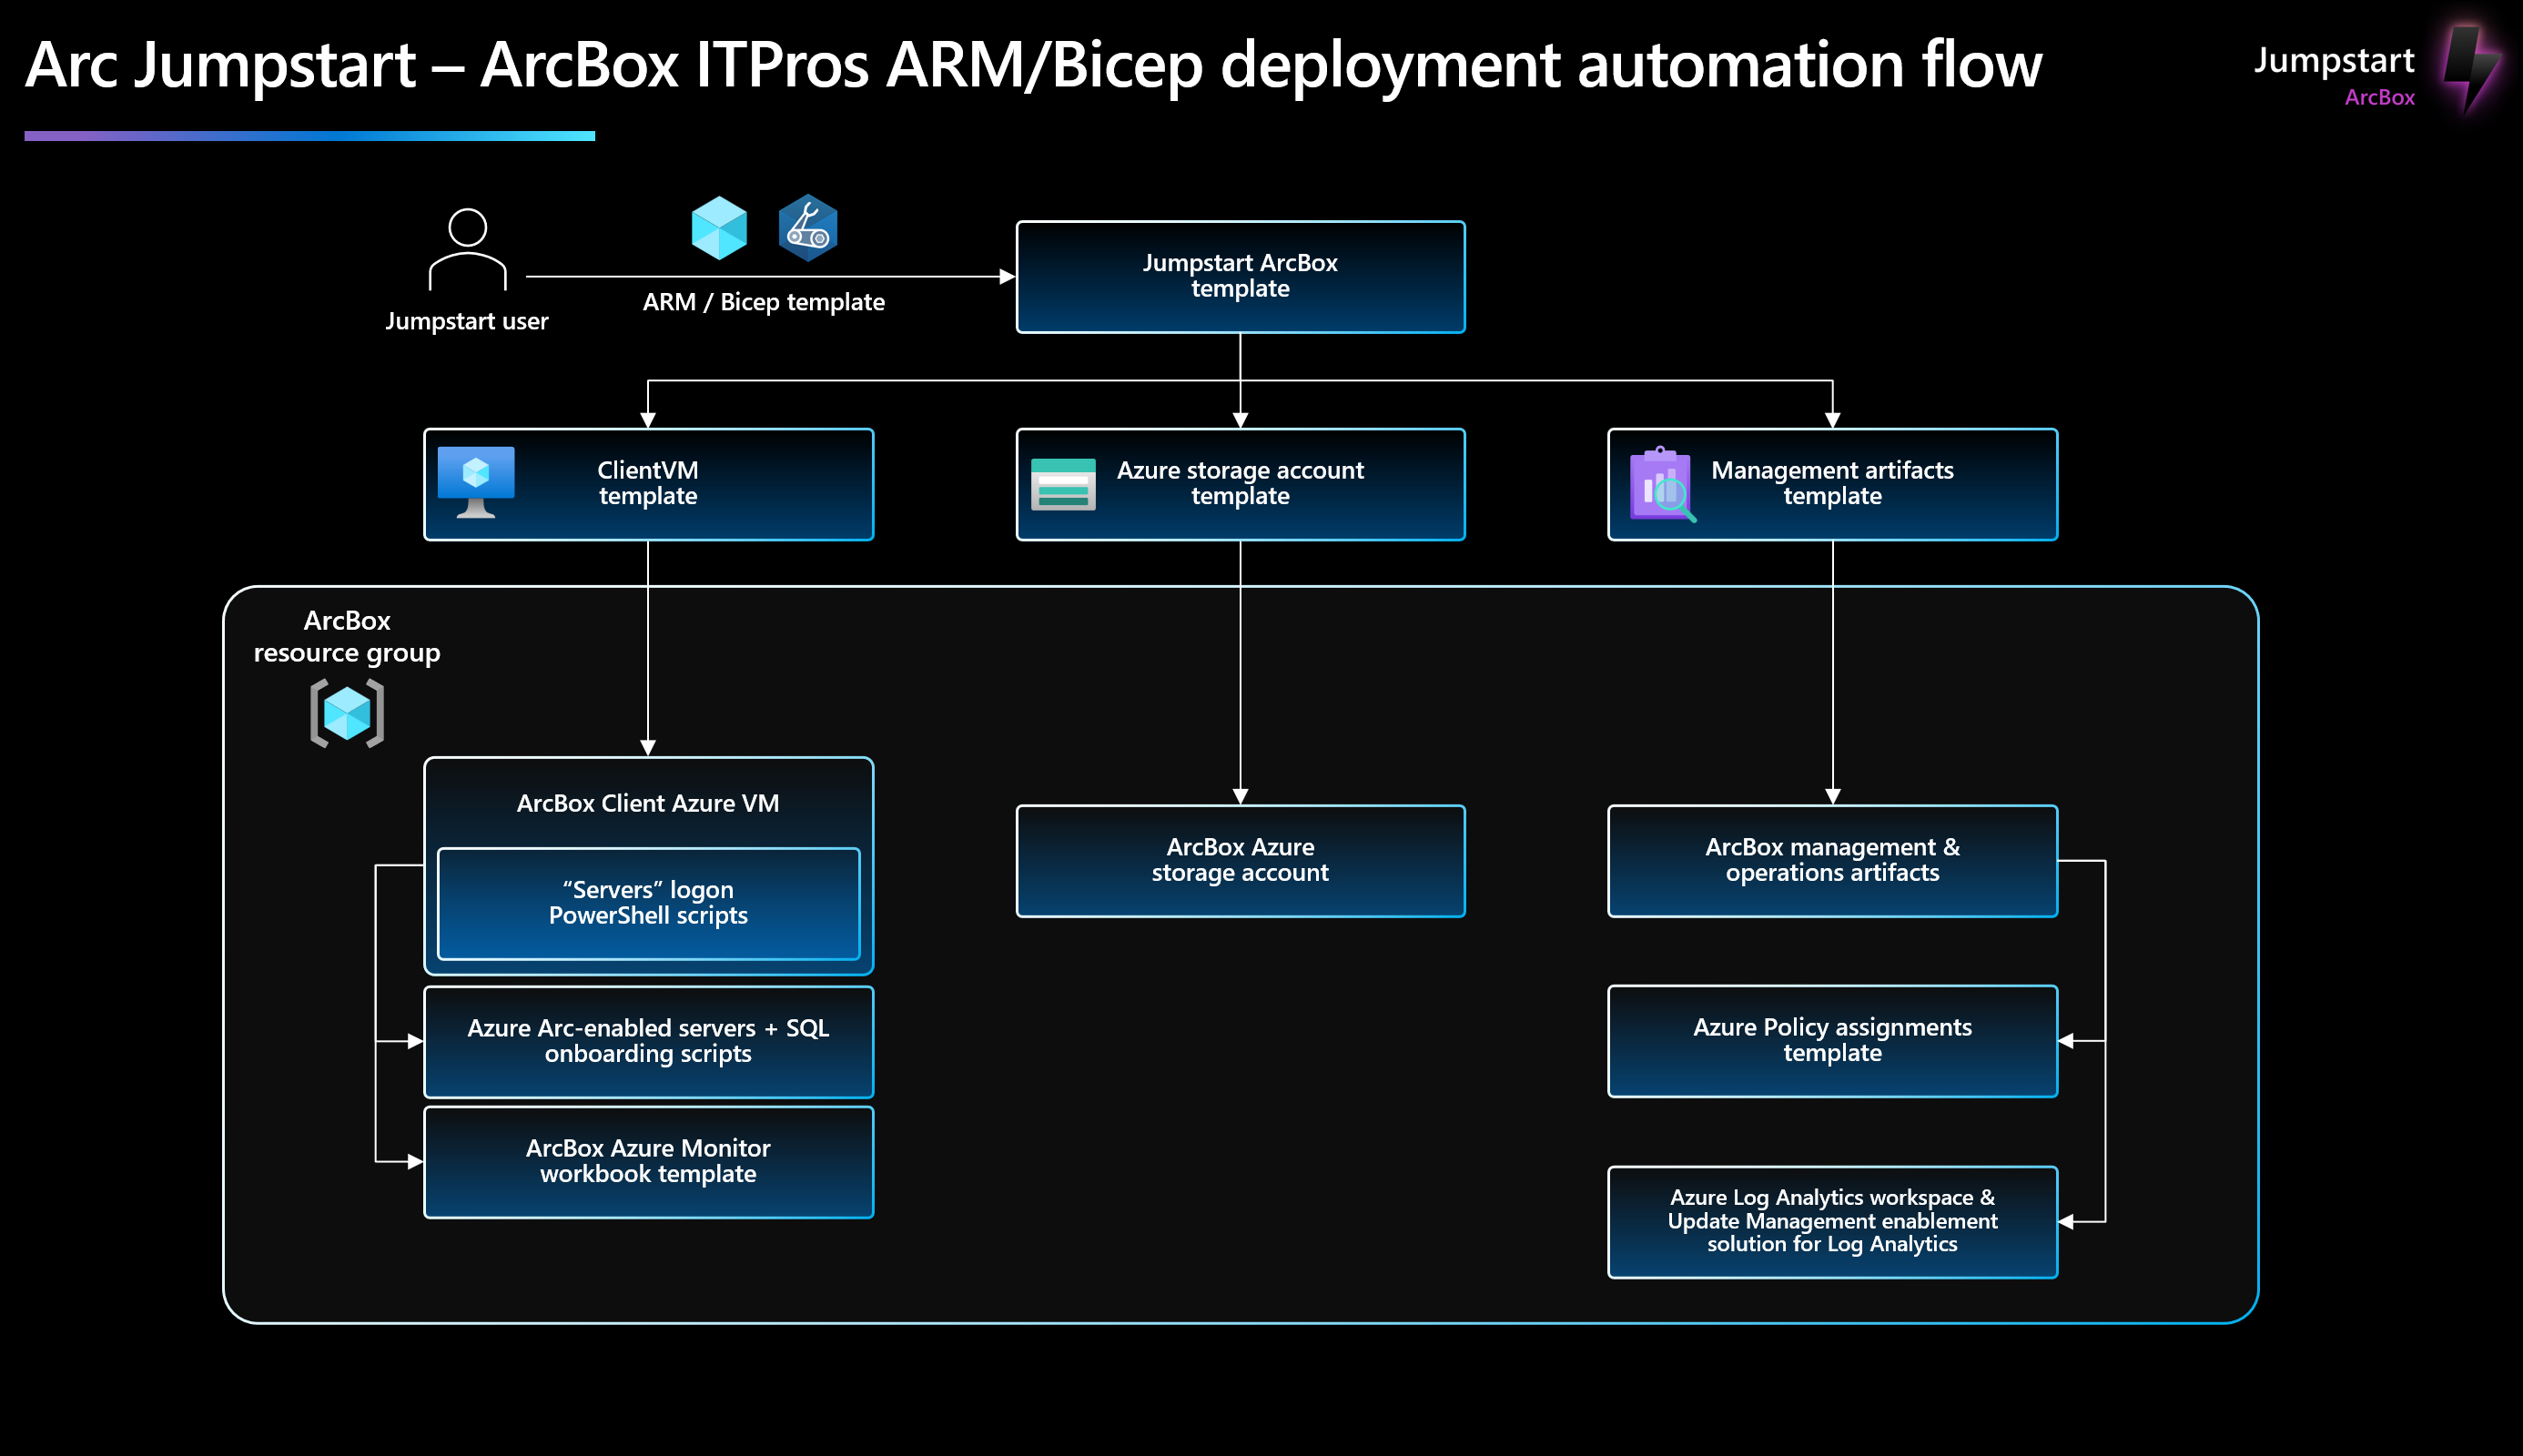 Arc Jumpstart – ArcBox ITPros ARM/Bicep deployment automation flow
Jumpstart
ArcBox
Jumpstart user
ARM / Bicep template
Jumpstart ArcBox
template
ClientVM
template
Azure storage account
template
Management artifacts
template
ArcBox
resource group
ArcBox Client Azure VM
“Servers” logon
PowerShell scripts
Azure Arc-enabled servers + SQL
onboarding scripts
ArcBox Azure Monitor
workbook template
ArcBox Azure
storage account
ArcBox management &
operations artifacts
Azure Policy assignments
template
Azure Log Analytics workspace &
Update Management enablement
solution for Log Analytics